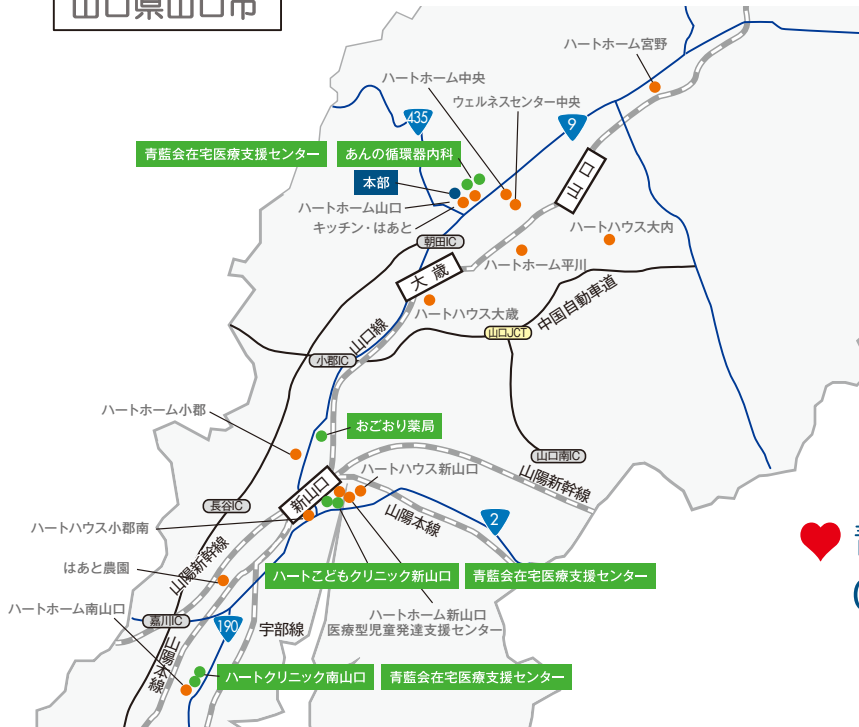 山口県山口市
ハートホーム宮野
ハートホーム中央
ウェルネスセンター中央
435
9
青藍会在宅医療支援センター
あんの循環器内科
本部
山口
ハートホーム山口
キッチン・はあと
ハートハウス大内
朝田IC
ハートホーム平川
大歳
ハートハウス大歳
中国自動車道
山口JCT
山口線
小郡IC
ハートホーム小郡
おごおり薬局
山口南IC
ハートハウス新山口
山陽新幹線
新山口
長谷IC
山陽本線
2
ハートハウス小郡南
山陽新幹線
はあと農園
ハートこどもクリニック新山口
青藍会在宅医療支援センター
ハートホーム南山口
ハートホーム新山口
医療型児童発達支援センター
嘉川IC
190
宇部線
山陽本線
ハートクリニック南山口
青藍会在宅医療支援センター